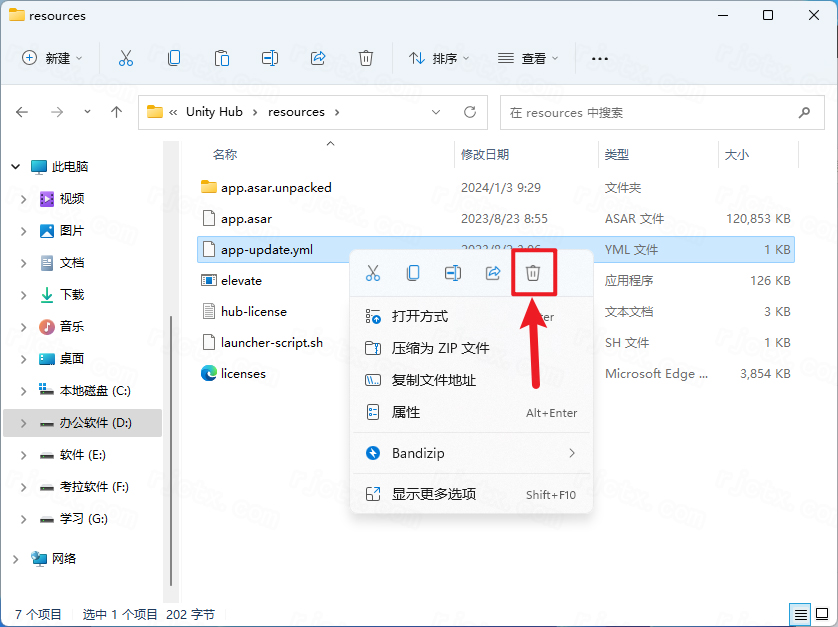 resources
新建
排序
查看
« Unity Hub > resources >
在 resources 中搜索
名称 修改日期 类型 大小
app.asar.unpacked 2024/1/3 9:29 文件夹
app.asar 2023/8/23 8:55 ASAR 文件 120,853 KB
app-update.yml YML 文件 1 KB
elevate 应用程序 126 KB
hub-license 文本文档 3 KB
launcher-script.sh SH 文件 1 KB
licenses Microsoft Edge ... 3,854 KB
此电脑
视频
图片
文档
下载
音乐
桌面
本地磁盘 (C:)
办公软件 (D:)
软件 (E:)
考拉软件 (F:)
学习 (G:)
网络
打开方式
压缩为 ZIP 文件
复制文件地址
属性 Alt+Enter
Bandizip
显示更多选项 Shift+F10
7 个项目 选中 1 个项目 202 字节